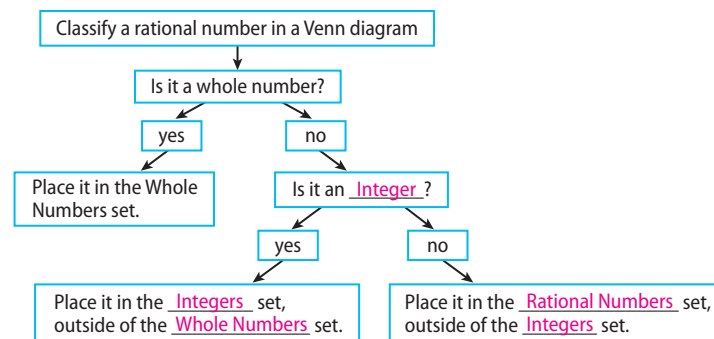 Classify a rational number in a Venn diagram
Is it a whole number?
yes
no
Place it in the Whole
Numbers set.
Is it an Integer?
yes
no
Place it in the Integers set,
outside of the Whole Numbers set.
Place it in the Rational Numbers set,
outside of the Integers set.